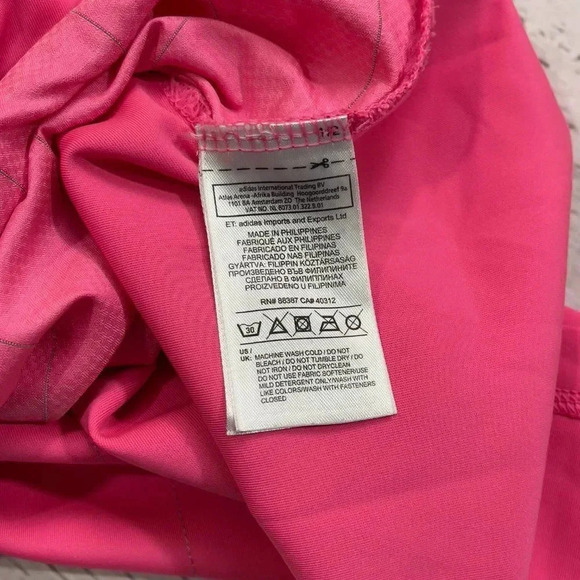 1/2
adidas International Trading BV
Atlas Arena -Afrika Building Hoogoorddreef 9a
1101 BA Amsterdam ZO The Netherlands
VAT NO. NL 8073.01.323.B.01
ET: adidas Imports and Exports Ltd
MADE IN PHILIPPINES
FABRIQUÉ AUX PHILIPPINES
FABRICADO EN FILIPINAS
FABRICADO NAS FILIPINAS
GYÁRTVA: FILIPPIN KÖZTÁRSASÁG
ПРОИЗВЕДЕНО ВЪВ ФИЛИПИНИТЕ
СДЕЛАНО НА ФИЛИППИНАХ
PROIZVEDENO U FILIPINIMA
RN# 88387 CA# 40312
30
US / UK: MACHINE WASH COLD / DO NOT
BLEACH / DO NOT TUMBLE DRY / DO
NOT IRON / DO NOT DRYCLEAN
DO NOT USE FABRIC SOFTENER/USE
MILD DETERGENT ONLY/WASH WITH
LIKE COLORS/WASH WITH FASTENERS
CLOSED